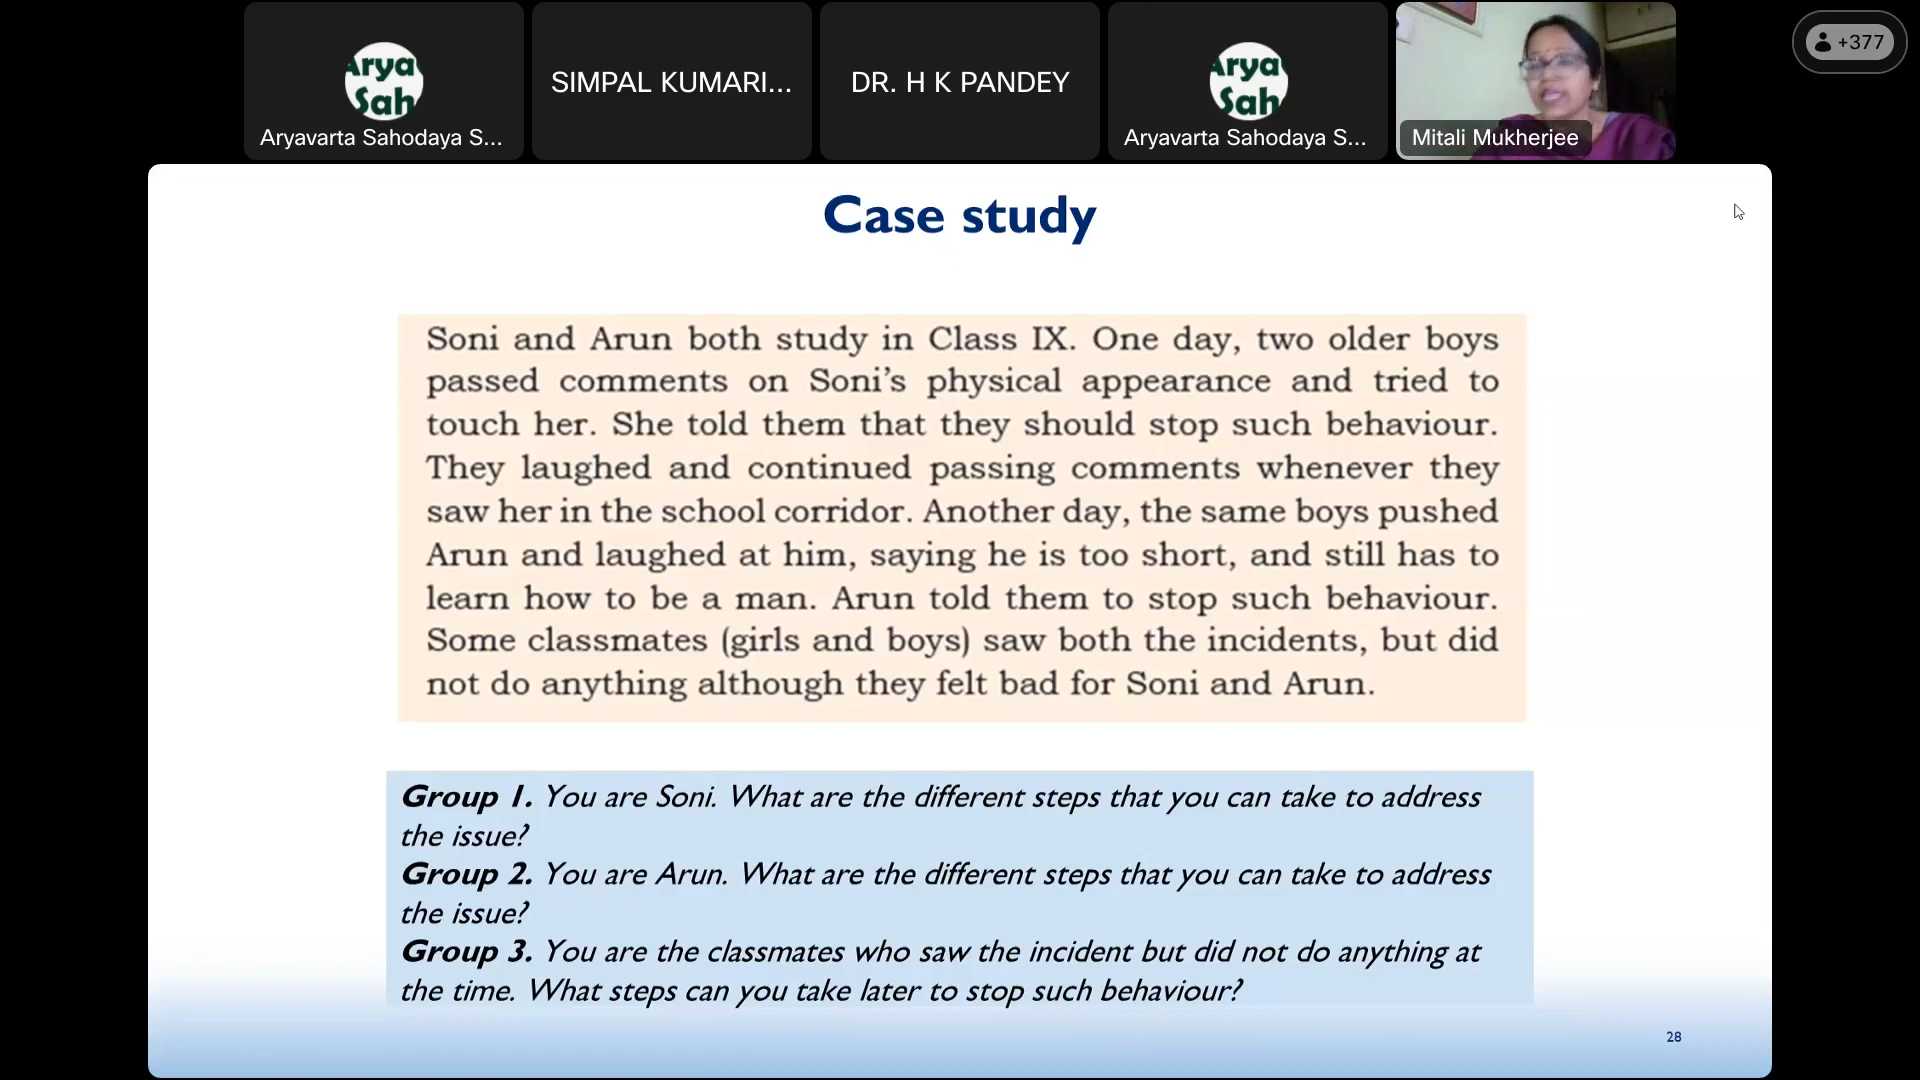 Arya
Sah
Aryavarta Sahodaya S...
SIMPAL KUMARI...
DR. H K PANDEY
Arya
Sah
Aryavarta Sahodaya S...
Mitali Mukherjee
+377
Case study
Soni and Arun both study in Class IX. One day, two older boys
passed comments on Soni’s physical appearance and tried to
touch her. She told them that they should stop such behaviour.
They laughed and continued passing comments whenever they
saw her in the school corridor. Another day, the same boys pushed
Arun and laughed at him, saying he is too short, and still has to
learn how to be a man. Arun told them to stop such behaviour.
Some classmates (girls and boys) saw both the incidents, but did
not do anything although they felt bad for Soni and Arun.
Group 1. You are Soni. What are the different steps that you can take to address
the issue?
Group 2. You are Arun. What are the different steps that you can take to address
the issue?
Group 3. You are the classmates who saw the incident but did not do anything at
the time. What steps can you take later to stop such behaviour?
28